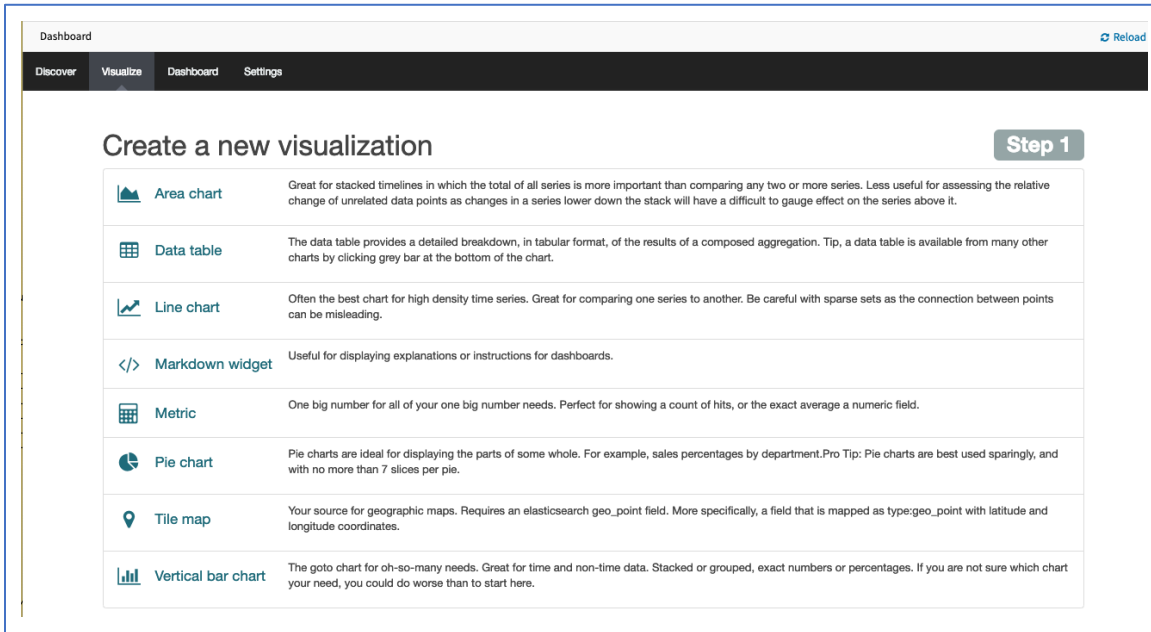 Dashboard
Reload
Discover Visualize Dashboard Settings
Create a new visualization
Step 1
Area chart
Great for stacked timelines in which the total of all series is more important than comparing any two or more series. Less useful for assessing the relative
change of unrelated data points as changes in a series lower down the stack will have a difficult to gauge effect on the series above it.
Data table
The data table provides a detailed breakdown, in tabular format, of the results of a composed aggregation. Tip, a data table is available from many other
charts by clicking grey bar at the bottom of the chart.
Line chart
Often the best chart for high density time series. Great for comparing one series to another. Be careful with sparse sets as the connection between points
can be misleading.
Markdown widget
Useful for displaying explanations or instructions for dashboards.
Metric
One big number for all of your one big number needs. Perfect for showing a count of hits, or the exact average a numeric field.
Pie chart
Pie charts are ideal for displaying the parts of some whole. For example, sales percentages by department.Pro Tip: Pie charts are best used sparingly, and
with no more than 7 slices per pie.
Tile map
Your source for geographic maps. Requires an elasticsearch geo_point field. More specifically, a field that is mapped as type:geo_point with latitude and
longitude coordinates.
Vertical bar chart
The goto chart for oh-so-many needs. Great for time and non-time data. Stacked or grouped, exact numbers or percentages. If you are not sure which chart
your need, you could do worse than to start here.